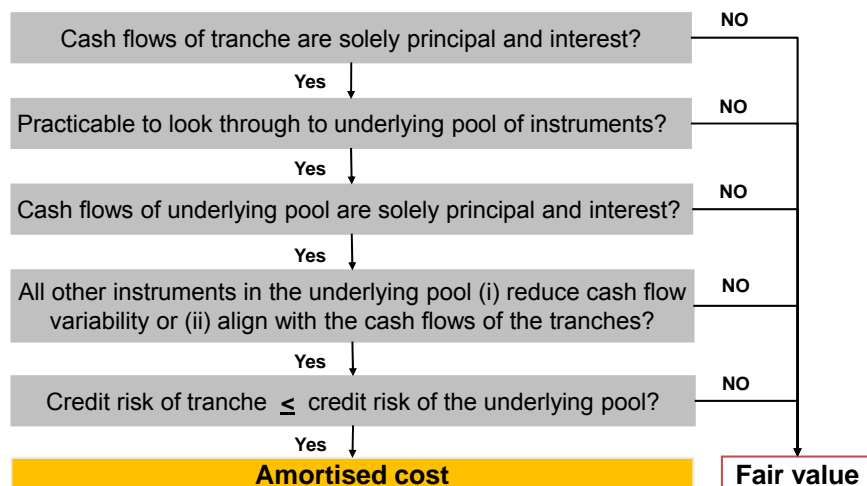 Cash flows of tranche are solely principal and interest?
NO
Yes
Practicable to look through to underlying pool of instruments?
NO
Yes
Cash flows of underlying pool are solely principal and interest?
NO
Yes
All other instruments in the underlying pool (i) reduce cash flow
variability or (ii) align with the cash flows of the tranches?
NO
Yes
Credit risk of tranche ≤ credit risk of the underlying pool?
NO
Yes
Amortised cost
Fair value